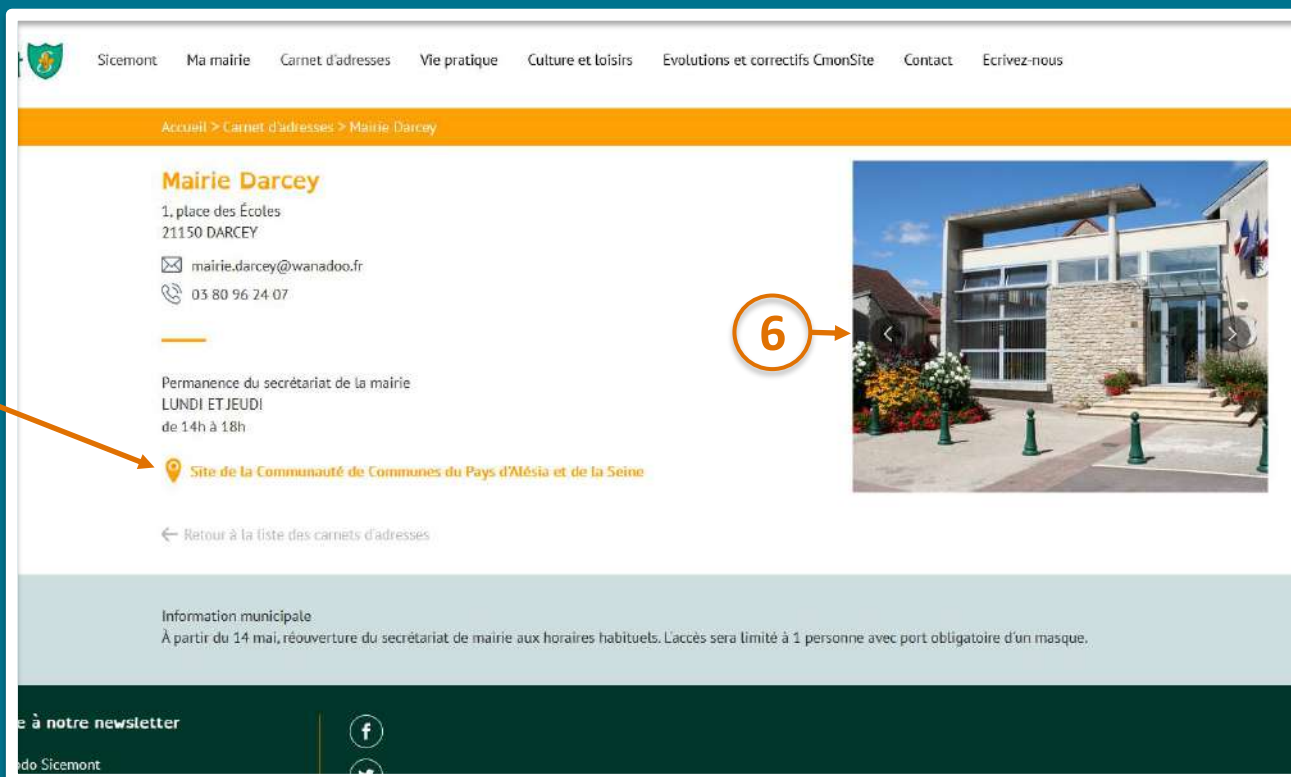 Sicemont Ma mairie Carnet d'adresses Vie pratique Culture et loisirs Evolutions et correctifs CmonSite Contact Ecrivez-nous
Accueil > Carnet d'adresses > Mairie Darcey
Mairie Darcey
1, place des Écoles
21150 DARCEY
mairie.darcey@wanadoo.fr
03 80 96 24 07
6
Permanence du secrétariat de la mairie
LUNDI ET JEUDI
de 14h à 18h
Site de la Communauté de Communes du Pays d'Alésia et de la Seine
← Retour à la liste des carnets d'adresses
Information municipale
À partir du 14 mai, réouverture du secrétariat de mairie aux horaires habituels. L'accès sera limité à 1 personne avec port obligatoire d'un masque.
e à notre newsletter
Sicemont